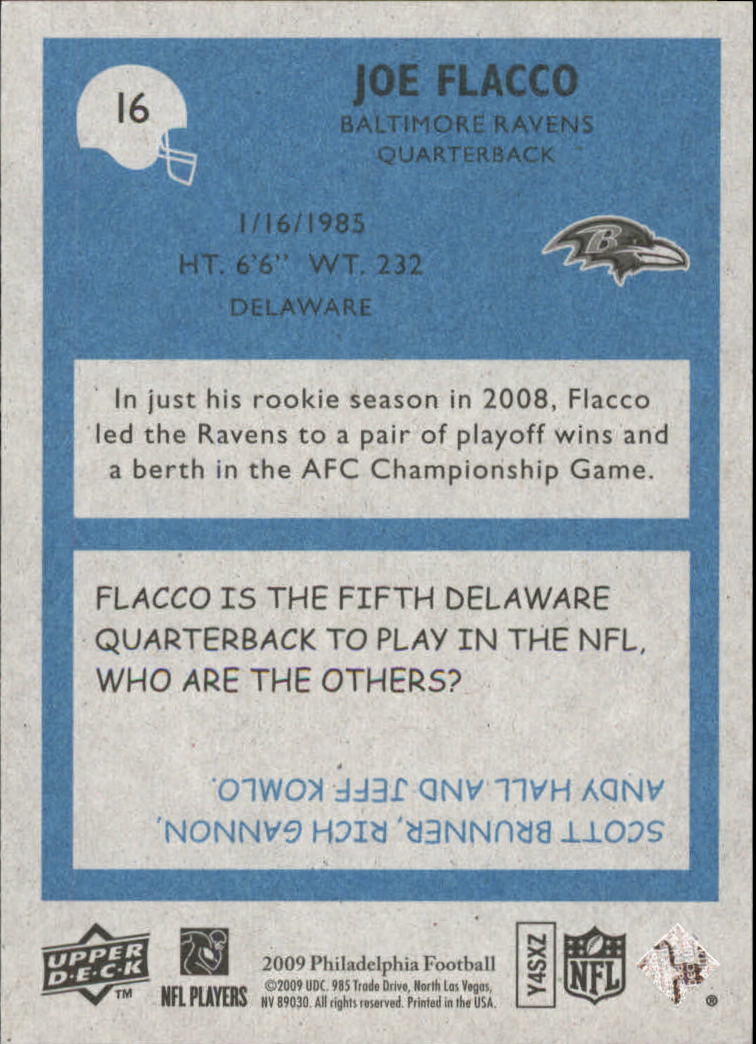 16
JOE FLACCO
BALTIMORE RAVENS
QUARTERBACK
1/16/1985
HT. 6'6" WT. 232
DELAWARE
B
In just his rookie season in 2008, Flacco
led the Ravens to a pair of playoff wins and
a berth in the AFC Championship Game.
FLACCO IS THE FIFTH DELAWARE
QUARTERBACK TO PLAY IN THE NFL,
WHO ARE THE OTHERS?
SCOTT BRUNNER, RICH GANNON,
ANDY HALL AND JEFF KOMLO.
UPPER
D·E·C·K
TM
NFL PLAYERS
2009 Philadelphia Football
©2009 UDC. 985 Trade Drive, North Las Vegas,
NV 89030. All rights reserved. Printed in the USA.
Y4SXZ
NFL
®